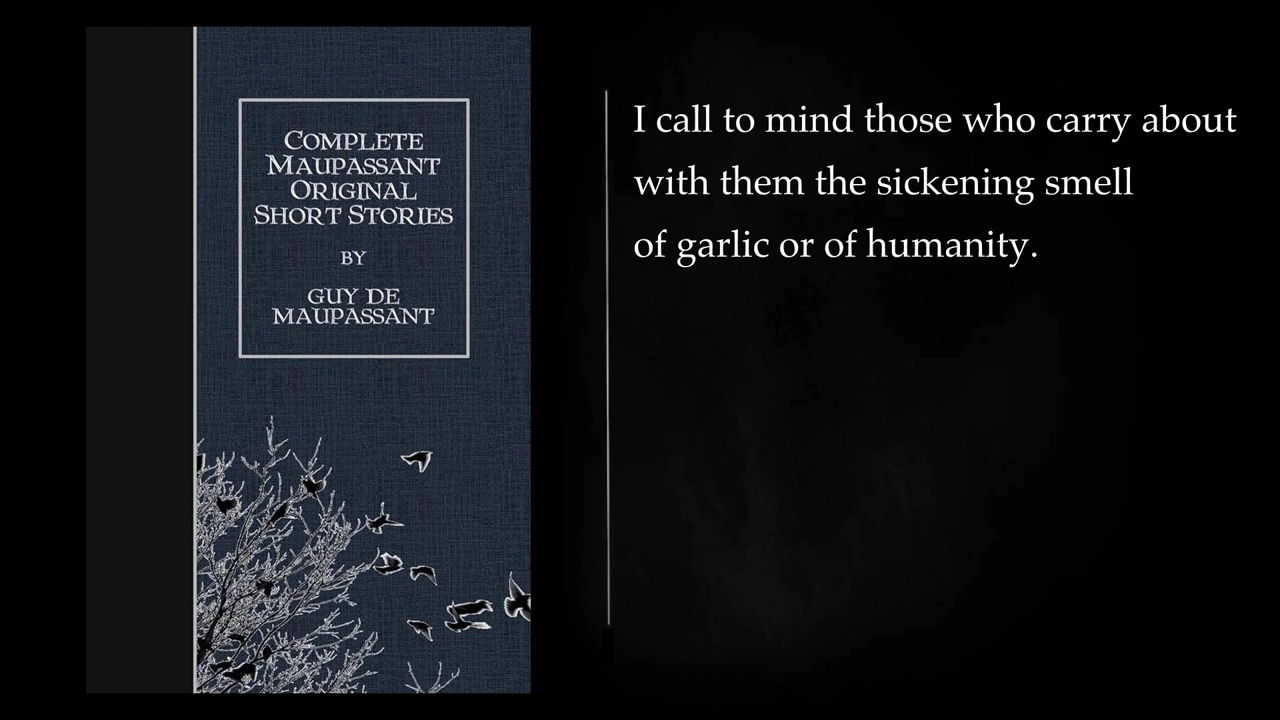 COMPLETE
MAUPASSANT
ORIGINAL
SHORT STORIES
BY
GUY DE
MAUPASSANT
I call to mind those who carry about
with them the sickening smell
of garlic or of humanity.